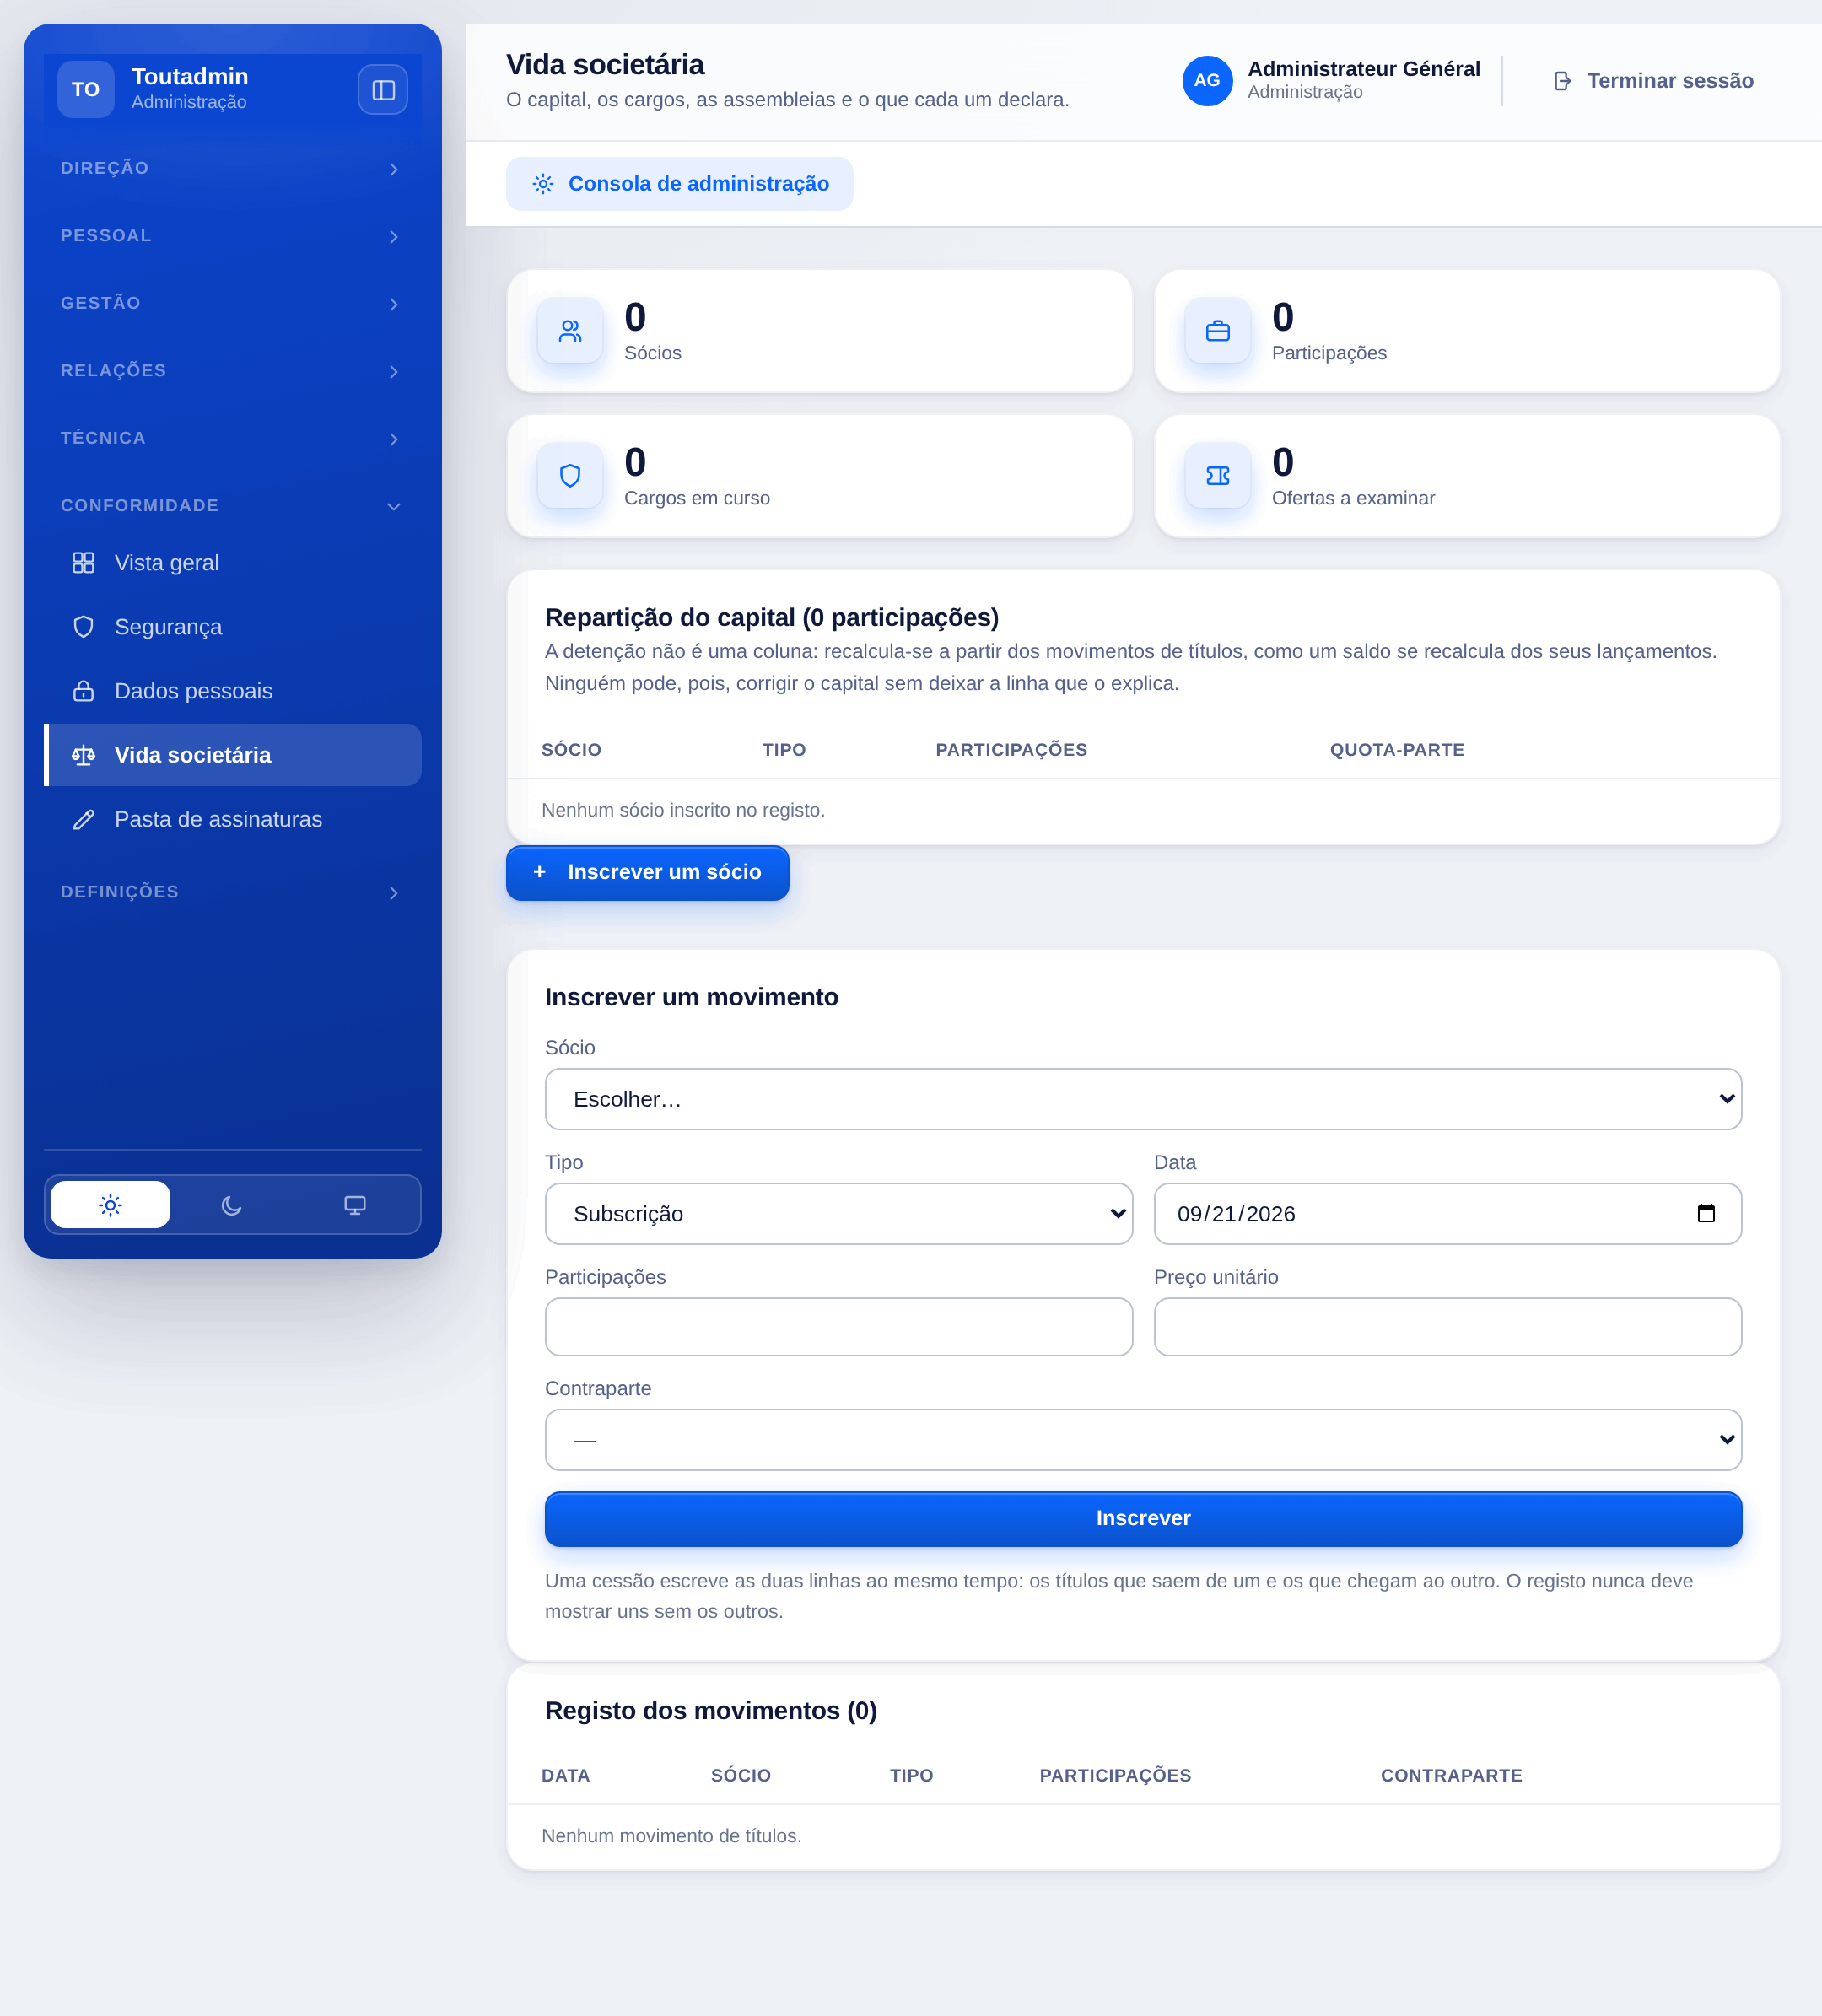 TO
Toutadmin
Administração
DIREÇÃO
PESSOAL
GESTÃO
RELAÇÕES
TÉCNICA
CONFORMIDADE
Vista geral
Segurança
Dados pessoais
Vida societária
Pasta de assinaturas
DEFINIÇÕES
Vida societária
O capital, os cargos, as assembleias e o que cada um declara.
AG
Administrateur Général
Administração
Terminar sessão
Consola de administração
0
Sócios
0
Participações
0
Cargos em curso
0
Ofertas a examinar
Repartição do capital (0 participações)
A detenção não é uma coluna: recalcula-se a partir dos movimentos de títulos, como um saldo se recalcula dos seus lançamentos.
Ninguém pode, pois, corrigir o capital sem deixar a linha que o explica.
SÓCIO TIPO PARTICIPAÇÕES QUOTA-PARTE
Nenhum sócio inscrito no registo.
+ Inscrever um sócio
Inscrever um movimento
Sócio
Escolher…
Tipo Data
Subscrição 09/21/2026
Participações Preço unitário
Contraparte
—
Inscrever
Uma cessão escreve as duas linhas ao mesmo tempo: os títulos que saem de um e os que chegam ao outro. O registo nunca deve
mostrar uns sem os outros.
Registo dos movimentos (0)
DATA SÓCIO TIPO PARTICIPAÇÕES CONTRAPARTE
Nenhum movimento de títulos.